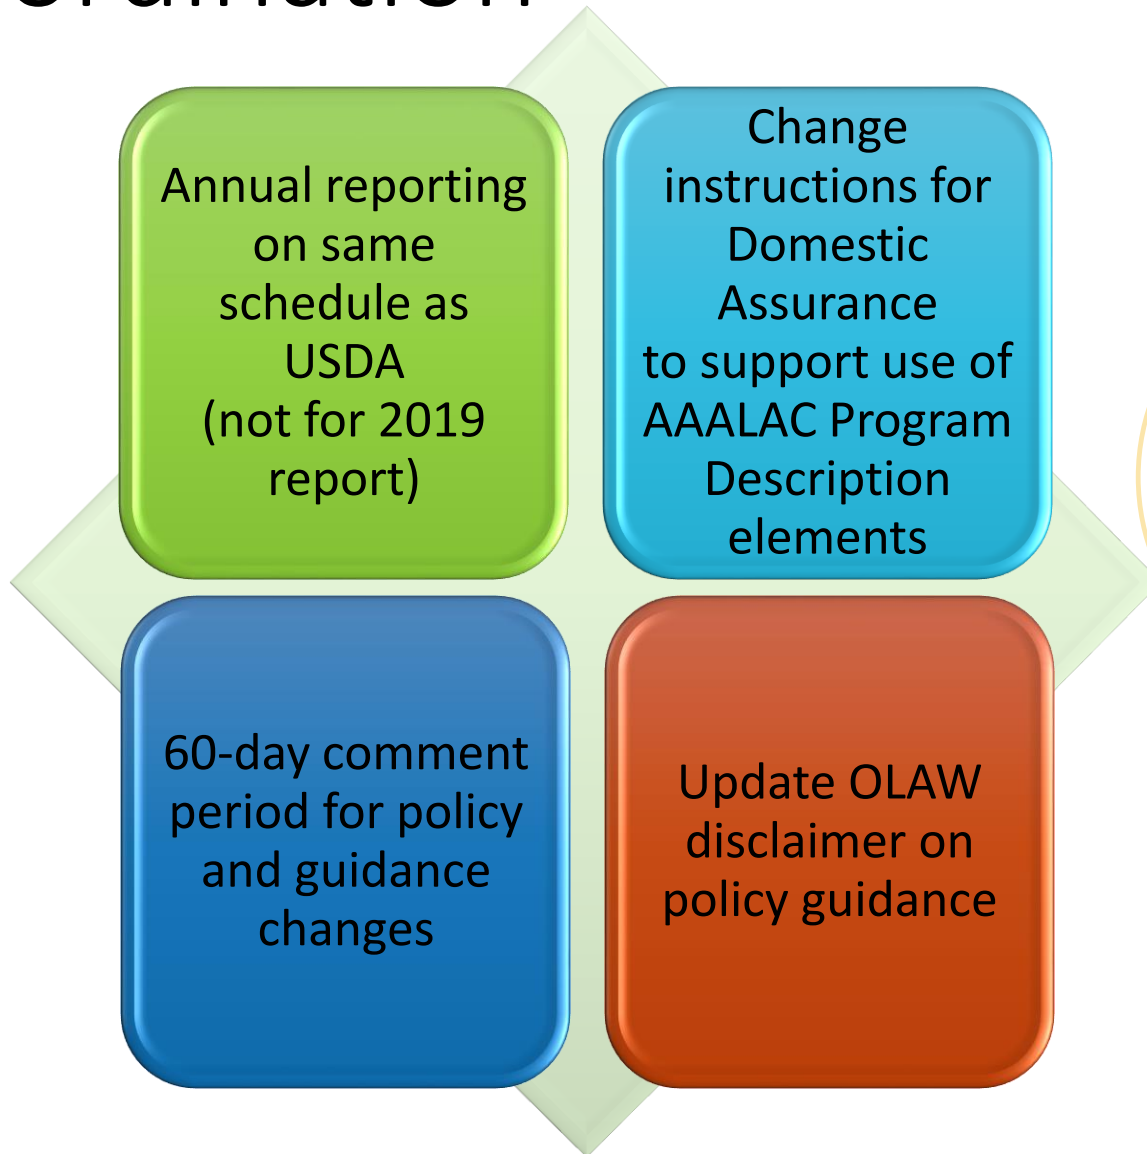 ordination
Annual reporting
on same
schedule as
USDA
(not for 2019
report)
Change
instructions for
Domestic
Assurance
to support use of
AAALAC Program
Description
elements
60-day comment
period for policy
and guidance
changes
Update OLAW
disclaimer on
policy guidance